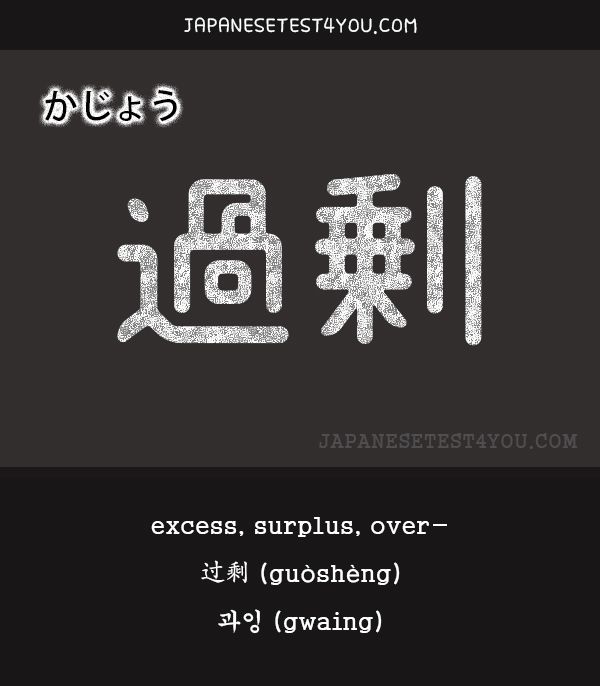 JAPANESETEST4YOU.COM
かじょう
過剰
JAPANESETEST4YOU.COM
excess, surplus, over-
过剩 (guòshèng)
과잉 (gwaing)